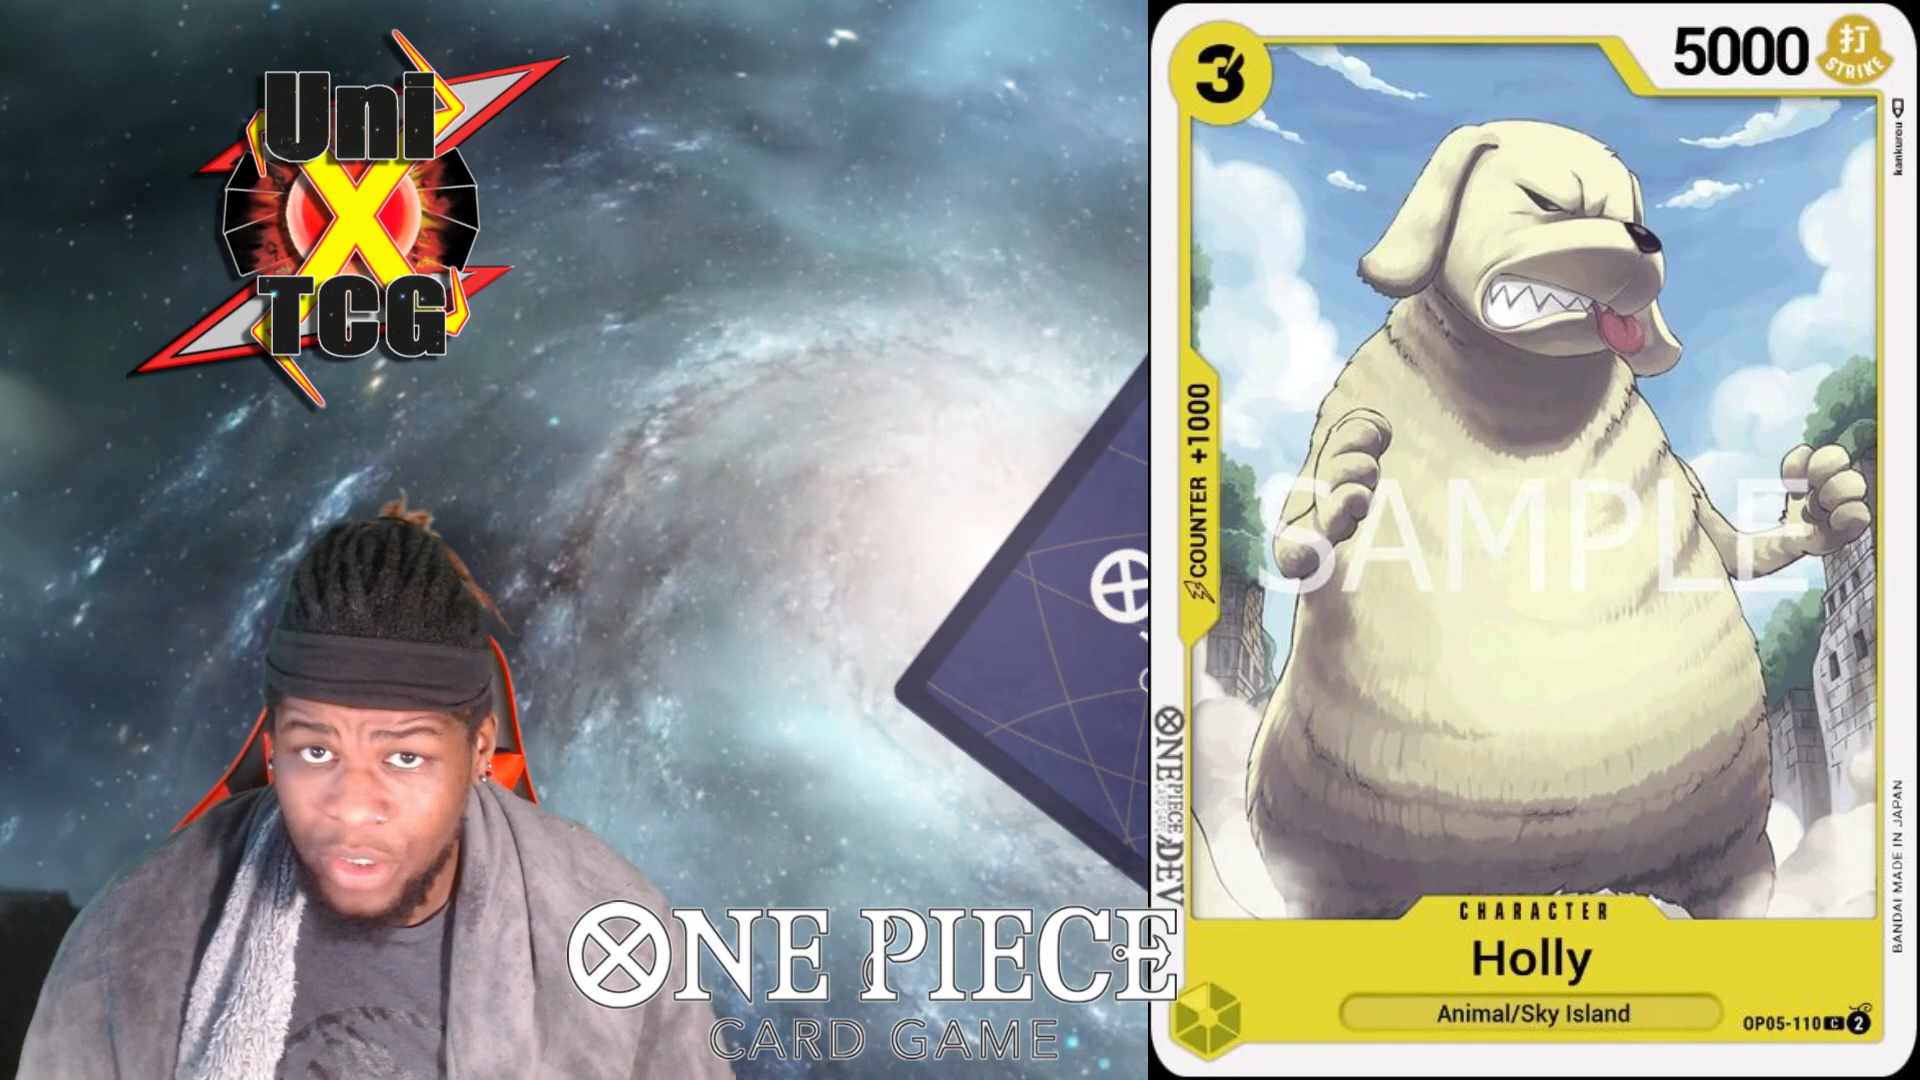 Uni
X
TCG
ONE PIECE
CARD GAME
3
5000
打
STRIKE
kankurou
COUNTER +1000
SAMPLE
ONE PIECE.DEV
BANDAI MADE IN JAPAN
CHARACTER
Holly
Animal/Sky Island
OP05-110 C 2